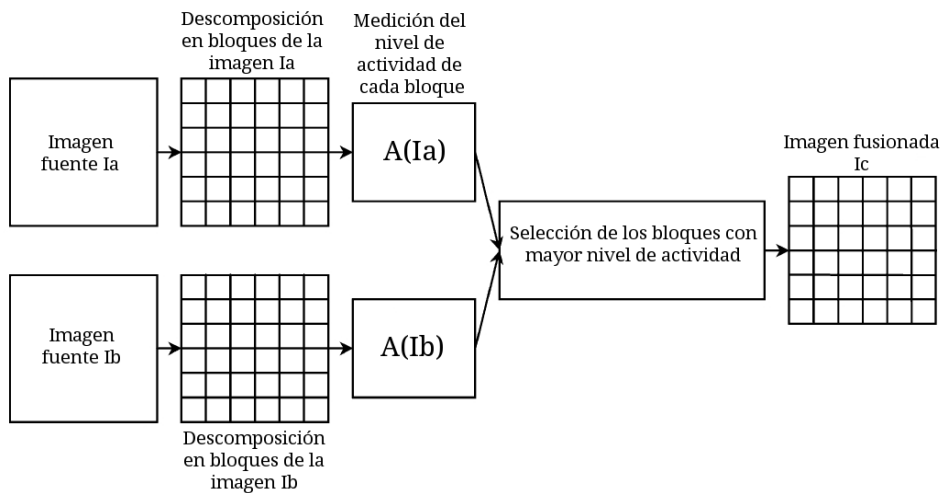 Descomposición
en bloques de la
imagen Ia
Medición del
nivel de
actividad de
cada bloque
Imagen
fuente Ia
A(Ia)
Imagen fusionada
Ic
Selección de los bloques con
mayor nivel de actividad
Imagen
fuente Ib
A(Ib)
Descomposición
en bloques de la
imagen Ib